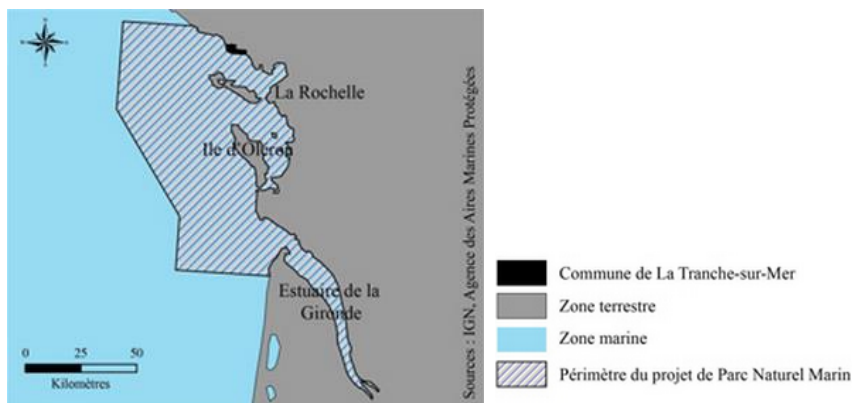 La Rochelle
Ile d'Oléron
Estuaire de la
Gironde
0 25 50
Kilomètres
Sources : IGN, Agence des Aires Marines Protégées
Commune de La Tranche-sur-Mer
Zone terrestre
Zone marine
Périmètre du projet de Parc Naturel Marin